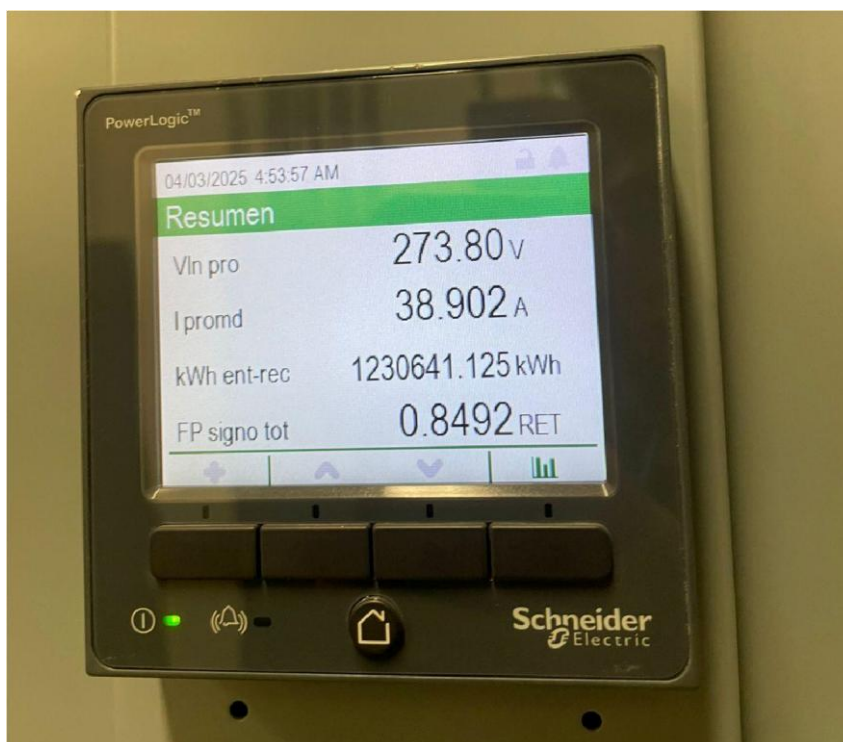 PowerLogic™
04/03/2025 4:53:57 AM
Resumen
Vln pro 273.80 V
I promd 38.902 A
kWh ent-rec 1230641.125 kWh
FP signo tot 0.8492 RET
Schneider
Electric